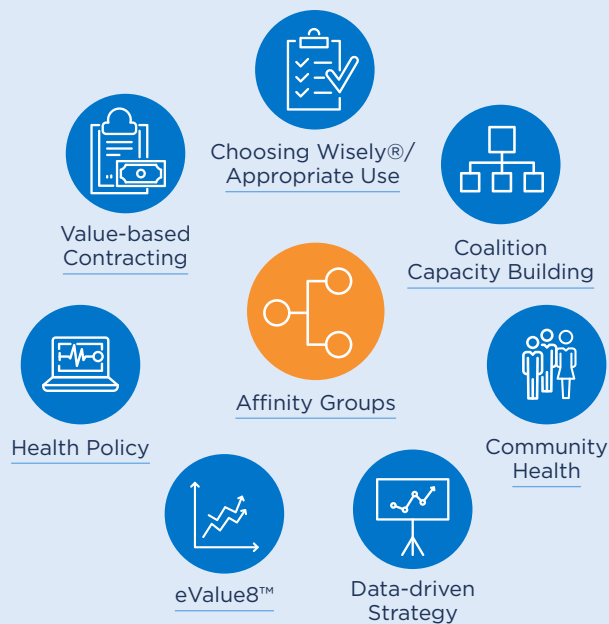 Choosing Wisely®/
Appropriate Use
Value-based
Contracting
Coalition
Capacity Building
Affinity Groups
Health Policy
Community
Health
eValue8™
Data-driven
Strategy